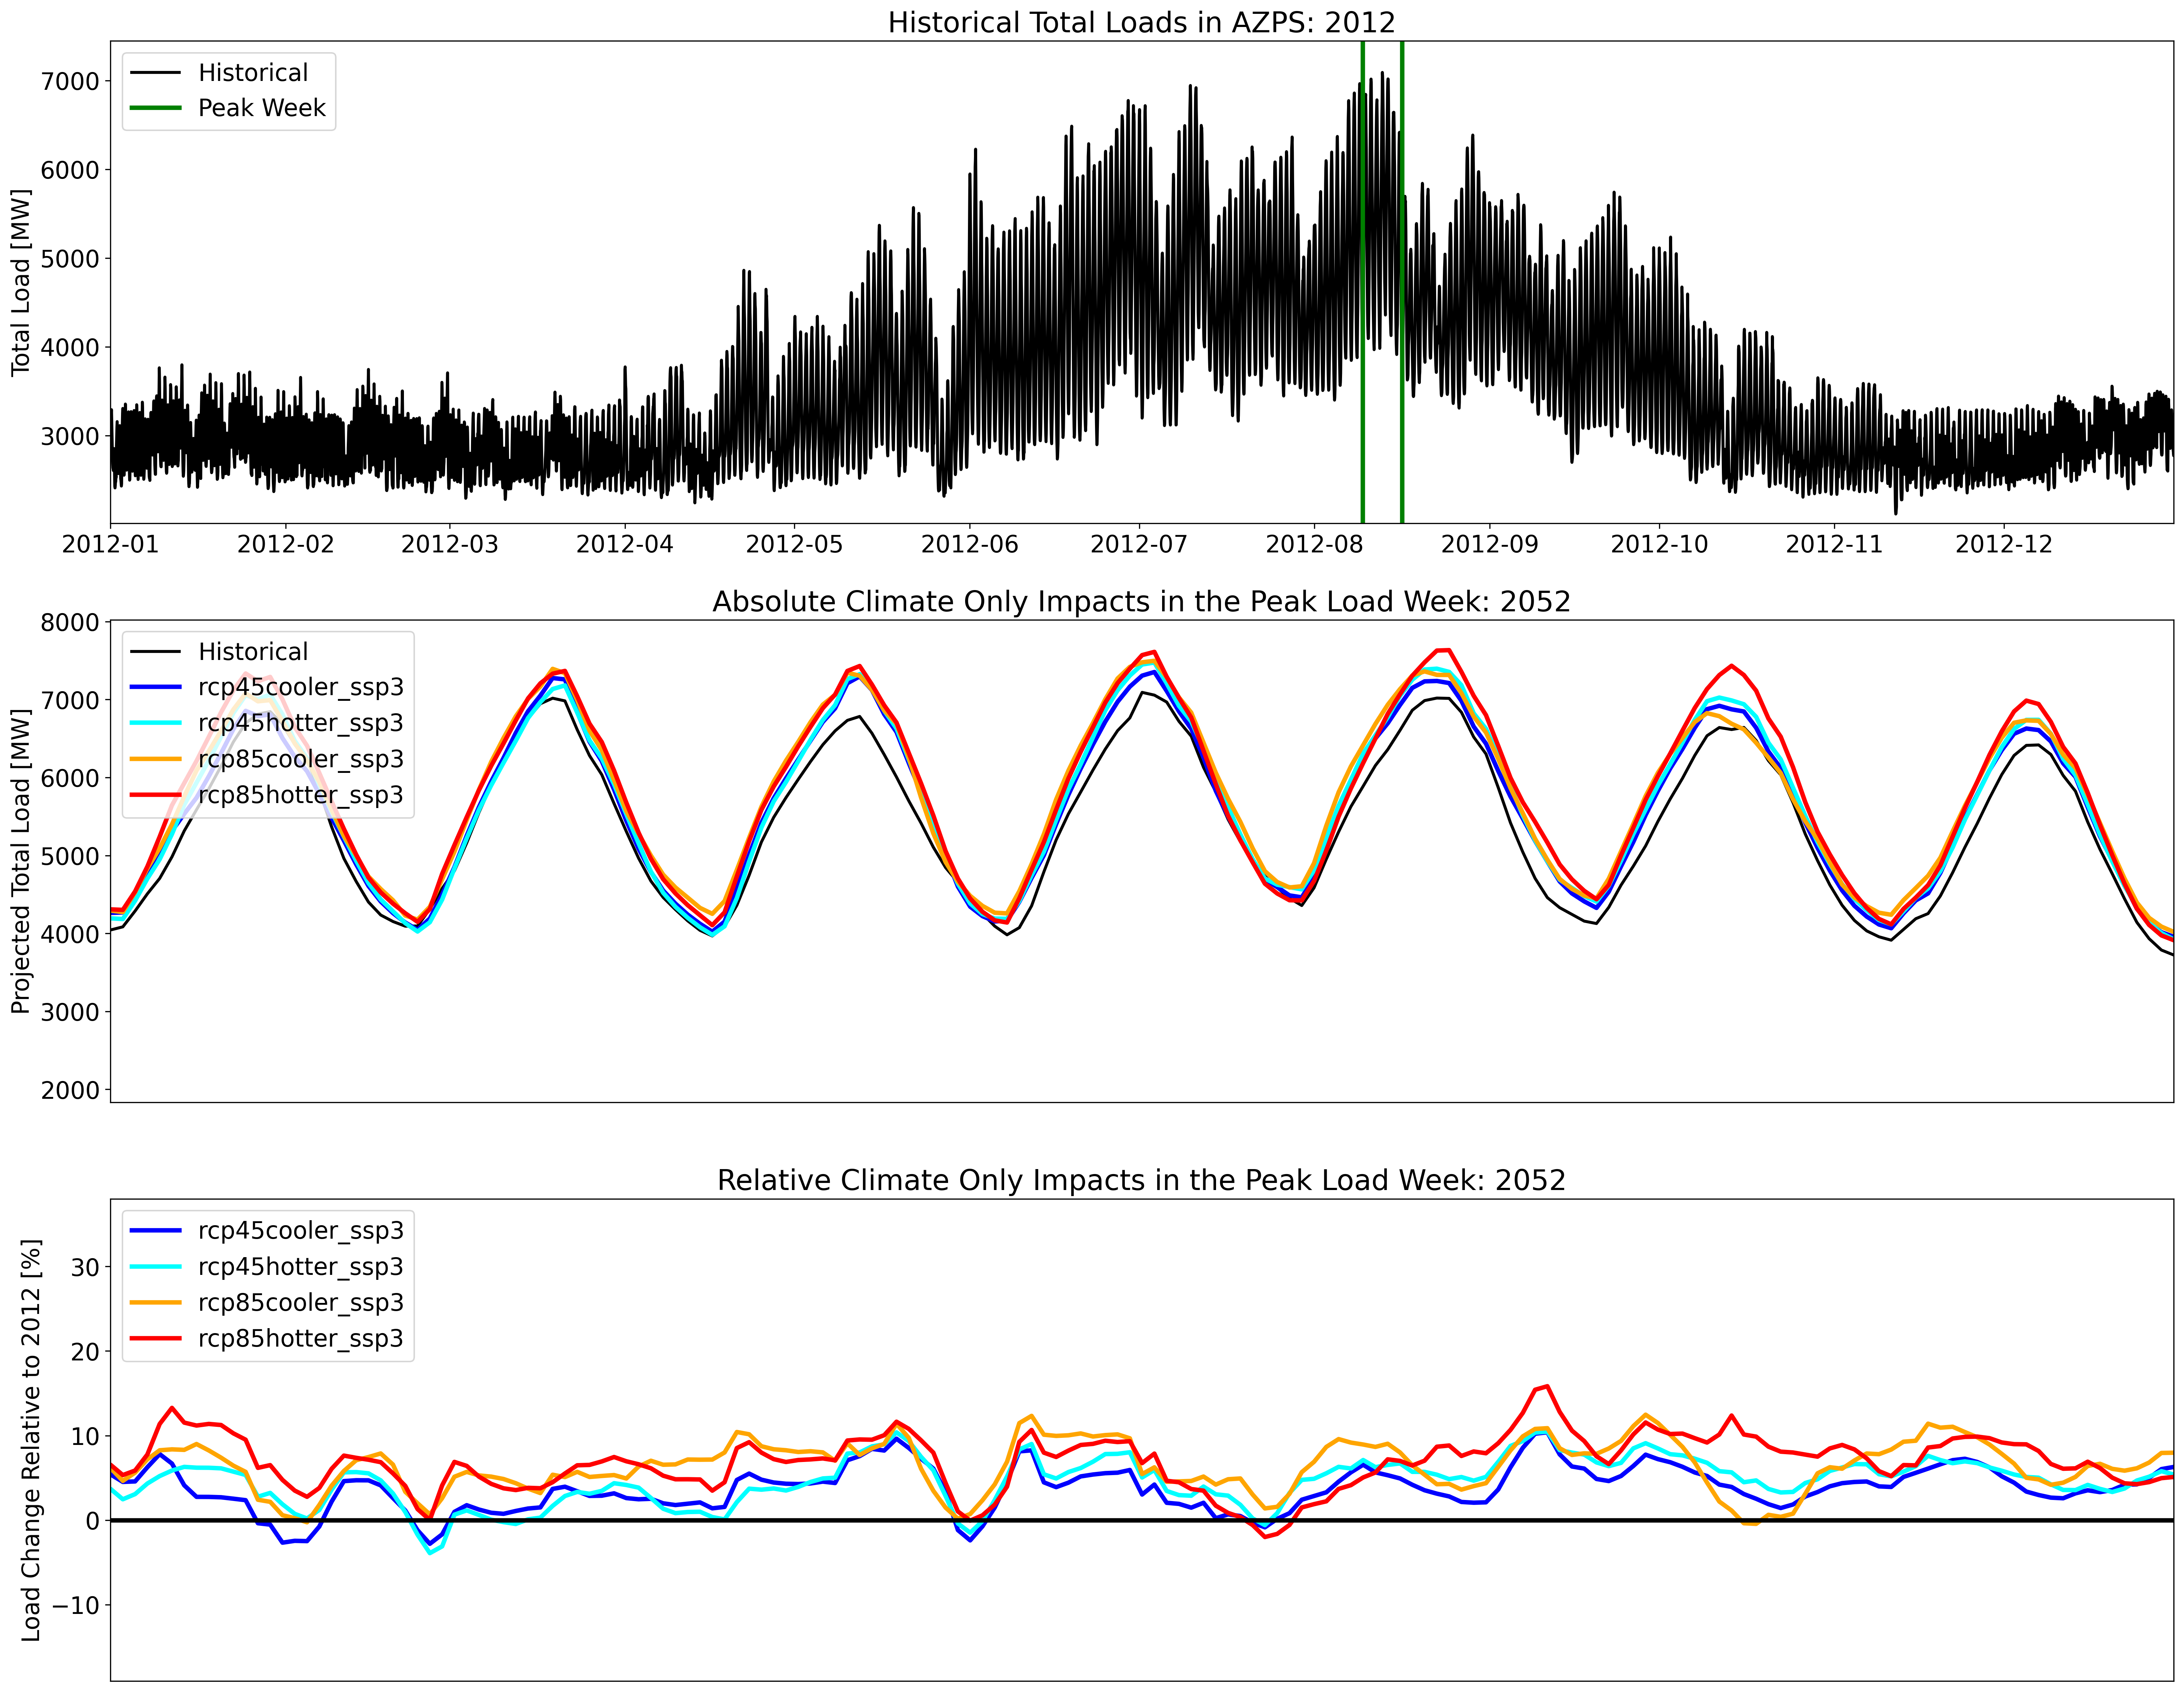 Historical Total Loads in AZPS: 2012
Historical
Peak Week
Total Load [MW]
7000
6000
5000
4000
3000
2012-01 2012-02 2012-03 2012-04 2012-05 2012-06 2012-07 2012-08 2012-09 2012-10 2012-11 2012-12
Absolute Climate Only Impacts in the Peak Load Week: 2052
Historical
rcp45cooler_ssp3
rcp45hotter_ssp3
rcp85cooler_ssp3
rcp85hotter_ssp3
Projected Total Load [MW]
8000
7000
6000
5000
4000
3000
2000
Relative Climate Only Impacts in the Peak Load Week: 2052
rcp45cooler_ssp3
rcp45hotter_ssp3
rcp85cooler_ssp3
rcp85hotter_ssp3
Load Change Relative to 2012 [%]
30
20
10
0
−10